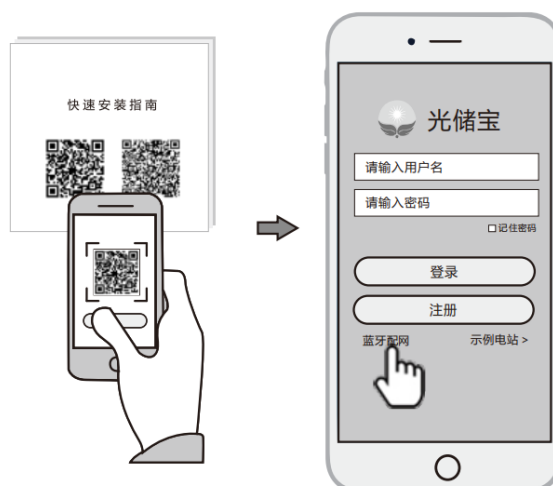 快速安装指南
光储宝
请输入用户名
请输入密码
记住密码
登录
注册
蓝牙配网
示例电站 >